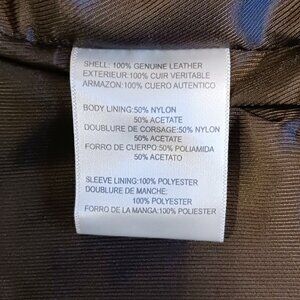 SHELL: 100% GENUINE LEATHER
EXTERIEUR: 100% CUIR VERITABLE
ARMAZON: 100% CUERO AUTENTICO
BODY LINING: 50% NYLON
50% ACETATE
DOUBLURE DE CORSAGE: 50% NYLON
50% ACETATE
FORRO DE CUERPO: 50% POLIAMIDA
50% ACETATO
SLEEVE LINING: 100% POLYESTER
DOUBLURE DE MANCHE:
100% POLYESTER
FORRO DE LA MANGA: 100% POLIESTER